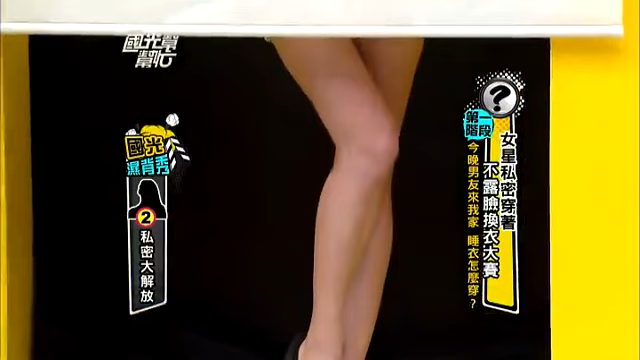 國光幫
幫忙
國光
濕背秀
2
私密大解放
?
第一
階段
女星私密穿著
不露臉換衣大賽
今晚男友來我家 睡衣怎麼穿?